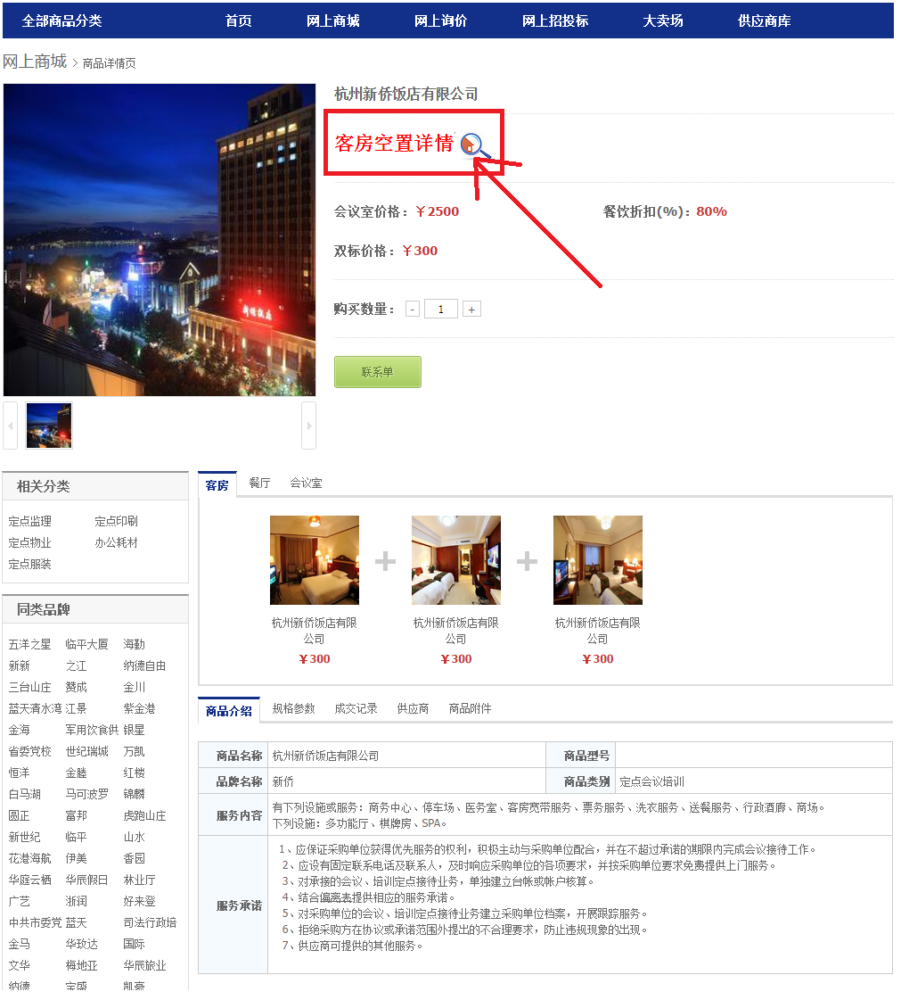 全部商品分类 首页 网上商城 网上询价 网上招投标 大卖场 供应商库
网上商城 > 商品详情页
杭州新侨饭店有限公司
客房空置详情
会议室价格：￥2500 餐饮折扣(%)：80%
双标价格：￥300
购买数量： - 1 +
联系单
新侨饭店
相关分类
定点监理 定点印刷
定点物业 办公耗材
定点服装
同类品牌
五洋之星 临平大厦 海勤
新新 之江 纳德自由
三台山庄 赞成 金川
蓝天清水湾 江景 紫金港
金海 军用饮食供 银星
省委党校 世纪瑞城 万凯
恒洋 金塍 红楼
白马湖 马可波罗 锦麟
圆正 富邦 虎跑山庄
新世纪 临平 山水
花港海航 伊美 香园
华庭云栖 华辰假日 林业厅
广艺 浙润 好来登
中共市委党 蓝天 司法行政培
金马 华玫达 国际
文华 梅地亚 华辰旅业
纳德 宝盛 凯豪
客房 餐厅 会议室
杭州新侨饭店有限 杭州新侨饭店有限 杭州新侨饭店有限
公司 公司 公司
￥300 ￥300 ￥300
商品介绍 规格参数 成交记录 供应商 商品附件
商品名称 杭州新侨饭店有限公司 商品型号
品牌名称 新侨 商品类别 定点会议培训
服务内容
有下列设施或服务：商务中心、停车场、医务室、客房宽带服务、票务服务、洗衣服务、送餐服务、行政酒廊、商场。
下列设施：多功能厅、棋牌房、SPA。
服务承诺
1、应保证采购单位获得优先服务的权利，积极主动与采购单位配合，并在不超过承诺的期限内完成会议接待工作。
2、应设有固定联系电话及联系人，及时响应采购单位的各项要求，并按采购单位要求免费提供上门服务。
3、对承接的会议、培训定点接待业务，单独建立台帐或帐户核算。
4、结合偏离表提供相应的服务承诺。
5、对采购单位的会议、培训定点接待业务建立采购单位档案，开展跟踪服务。
6、拒绝采购方在协议或承诺范围外提出的不合理要求，防止违规现象的出现。
7、供应商可提供的其他服务。